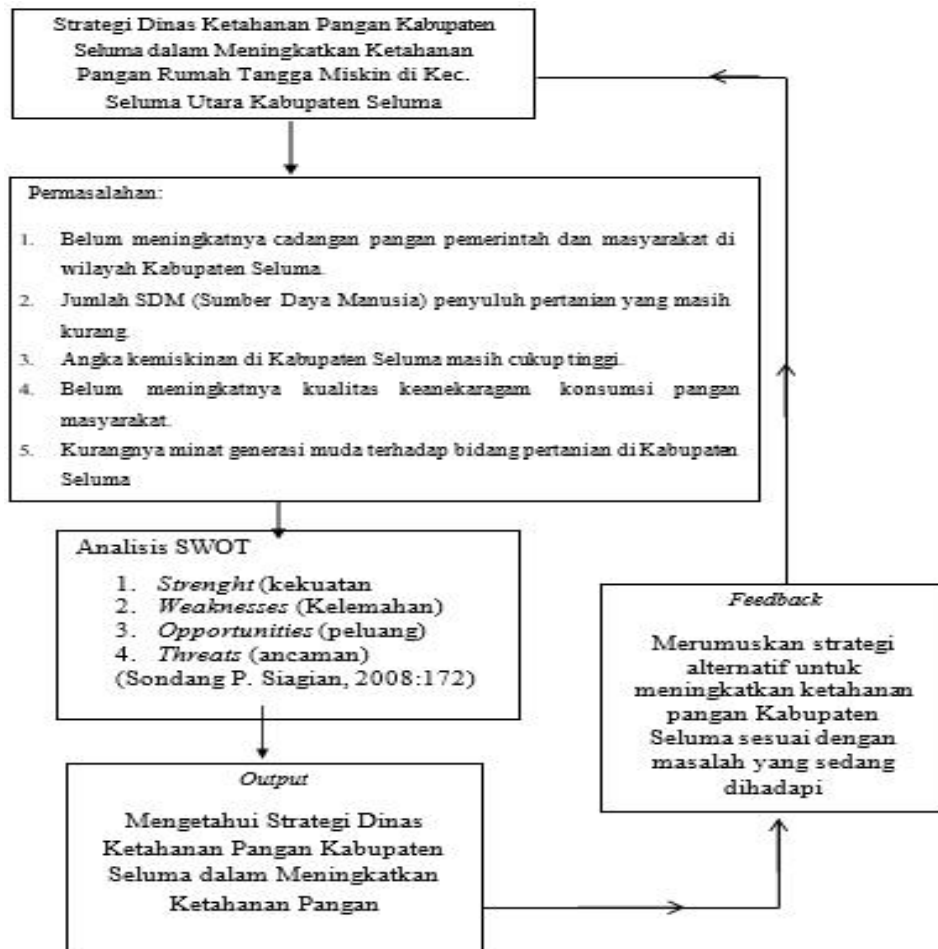 Strategi Dinas Ketahanan Pangan Kabupaten
Seluma dalam Meningkatkan Ketahanan
Pangan Rumah Tangga Miskin di Kec.
Seluma Utara Kabupaten Seluma
Permasalahan:
1. Belum meningkatnya cadangan pangan pemerintah dan masyarakat di
wilayah Kabupaten Seluma.
2. Jumlah SDM (Sumber Daya Manusia) penyuluh pertanian yang masih
kurang.
3. Angka kemiskinan di Kabupaten Seluma masih cukup tinggi.
4. Belum meningkatnya kualitas keanekaragam konsumsi pangan
masyarakat.
5. Kurangnya minat generasi muda terhadap bidang pertanian di Kabupaten
Seluma
Analisis SWOT
1. Strenght (kekuatan
2. Weaknesses (Kelemahan)
3. Opportunities (peluang)
4. Threats (ancaman)
(Sondang P. Siagian, 2008:172)
Output
Mengetahui Strategi Dinas
Ketahanan Pangan Kabupaten
Seluma dalam Meningkatkan
Ketahanan Pangan
Feedback
Merumuskan strategi
alternatif untuk
meningkatkan ketahanan
pangan Kabupaten
Seluma sesuai dengan
masalah yang sedang
dihadapi